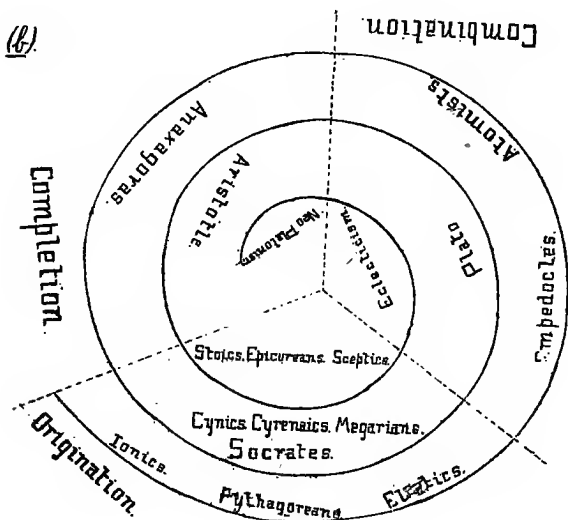 (b).
Combination.
Completion.
Origination.
Ionics.
Pythagoreans
Eleatics.
Empedocles.
Atomists
Anaxagoras.
Socrates.
Cynics. Cyrenaics. Megarians.
Plato
Aristotle.
Stoics. Epicureans. Sceptics.
Eclecticism.
Neo Platonism.